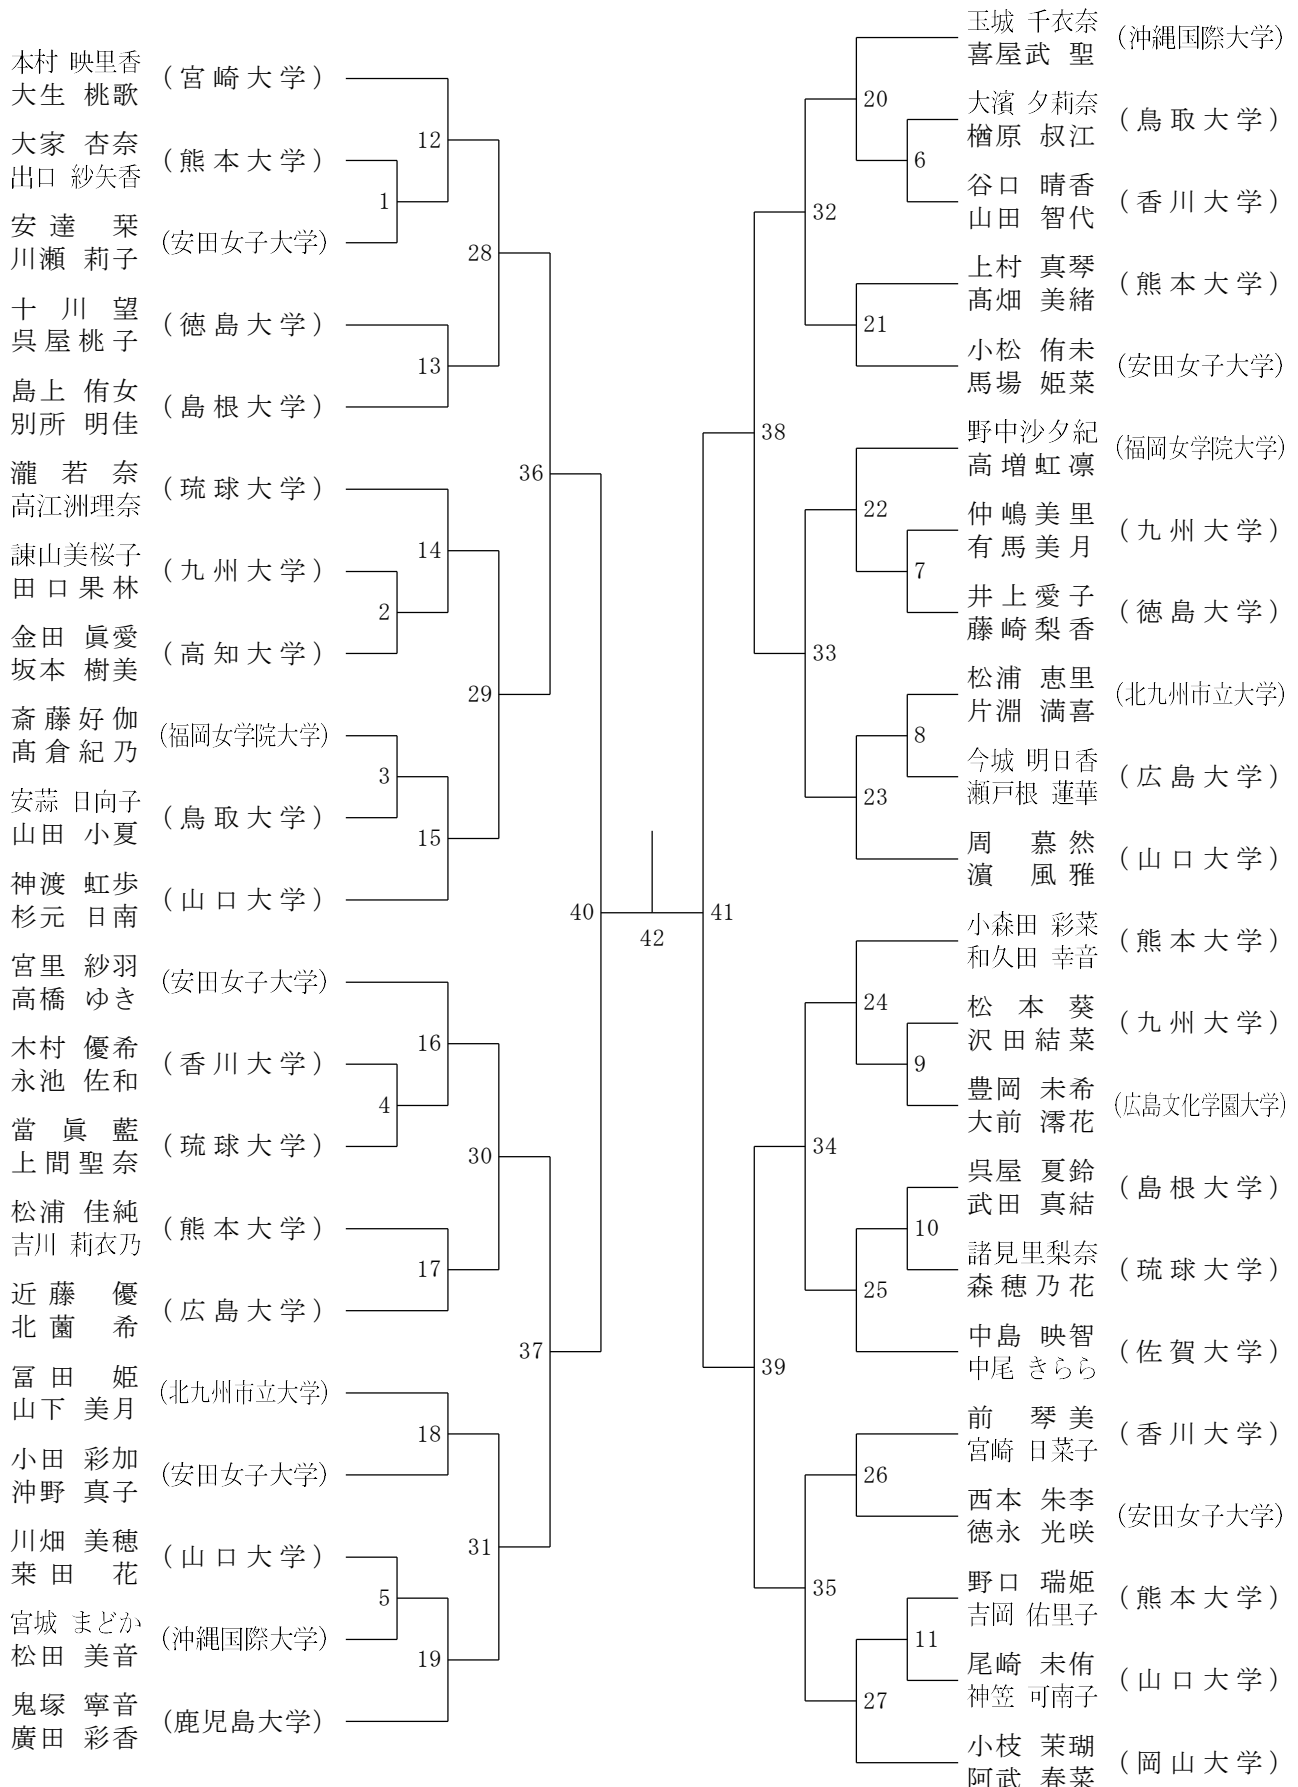 本村 映里香
大生 桃歌
(宮崎大学)
大家 杏奈
出口 紗矢香
(熊本大学)
安達 栞
川瀬 莉子
(安田女子大学)
十川望
呉屋桃子
(徳島大学)
島上 侑女
別所 明佳
(島根大学)
瀧若奈
高江洲理奈
(琉球大学)
諌山美桜子
田口果林
(九州大学)
金田 眞愛
坂本 樹美
(高知大学)
斎藤好伽
髙倉紀乃
(福岡女学院大学)
安蒜 日向子
山田 小夏
(鳥取大学)
神渡 虹歩
杉元 日南
(山口大学)
宮里 紗羽
高橋 ゆき
(安田女子大学)
木村 優希
永池 佐和
(香川大学)
當眞藍
上間聖奈
(琉球大学)
松浦 佳純
吉川 莉衣乃
(熊本大学)
近藤 優
北薗 希
(広島大学)
冨田 姫
山下 美月
(北九州市立大学)
小田 彩加
沖野 真子
(安田女子大学)
川畑 美穂
桒田 花
(山口大学)
宮城 まどか
松田 美音
(沖縄国際大学)
鬼塚 寧音
廣田 彩香
(鹿児島大学)
1
2
3
4
5
12
13
14
15
16
17
18
19
28
29
30
31
36
37
40
42
41
38
39
32
33
34
35
20
21
22
23
24
25
26
27
6
7
8
9
10
11
玉城 千衣奈
喜屋武 聖
(沖縄国際大学)
大濱 夕莉奈
楢原 叔江
(鳥取大学)
谷口 晴香
山田 智代
(香川大学)
上村 真琴
髙畑 美緒
(熊本大学)
小松 侑未
馬場 姫菜
(安田女子大学)
野中沙夕紀
高増虹凛
(福岡女学院大学)
仲嶋美里
有馬美月
(九州大学)
井上愛子
藤崎梨香
(徳島大学)
松浦 恵里
片淵 満喜
(北九州市立大学)
今城 明日香
瀬戸根 蓮華
(広島大学)
周 慕然
濵 風雅
(山口大学)
小森田 彩菜
和久田 幸音
(熊本大学)
松本葵
沢田結菜
(九州大学)
豊岡 未希
大前 澪花
(広島文化学園大学)
呉屋 夏鈴
武田 真結
(島根大学)
諸見里梨奈
森穂乃花
(琉球大学)
中島 映智
中尾 きらら
(佐賀大学)
前 琴美
宮崎 日菜子
(香川大学)
西本 朱李
徳永 光咲
(安田女子大学)
野口 瑞姫
吉岡 佑里子
(熊本大学)
尾崎 未侑
神笠 可南子
(山口大学)
小枝 茉瑚
阿武 春菜
(岡山大学)